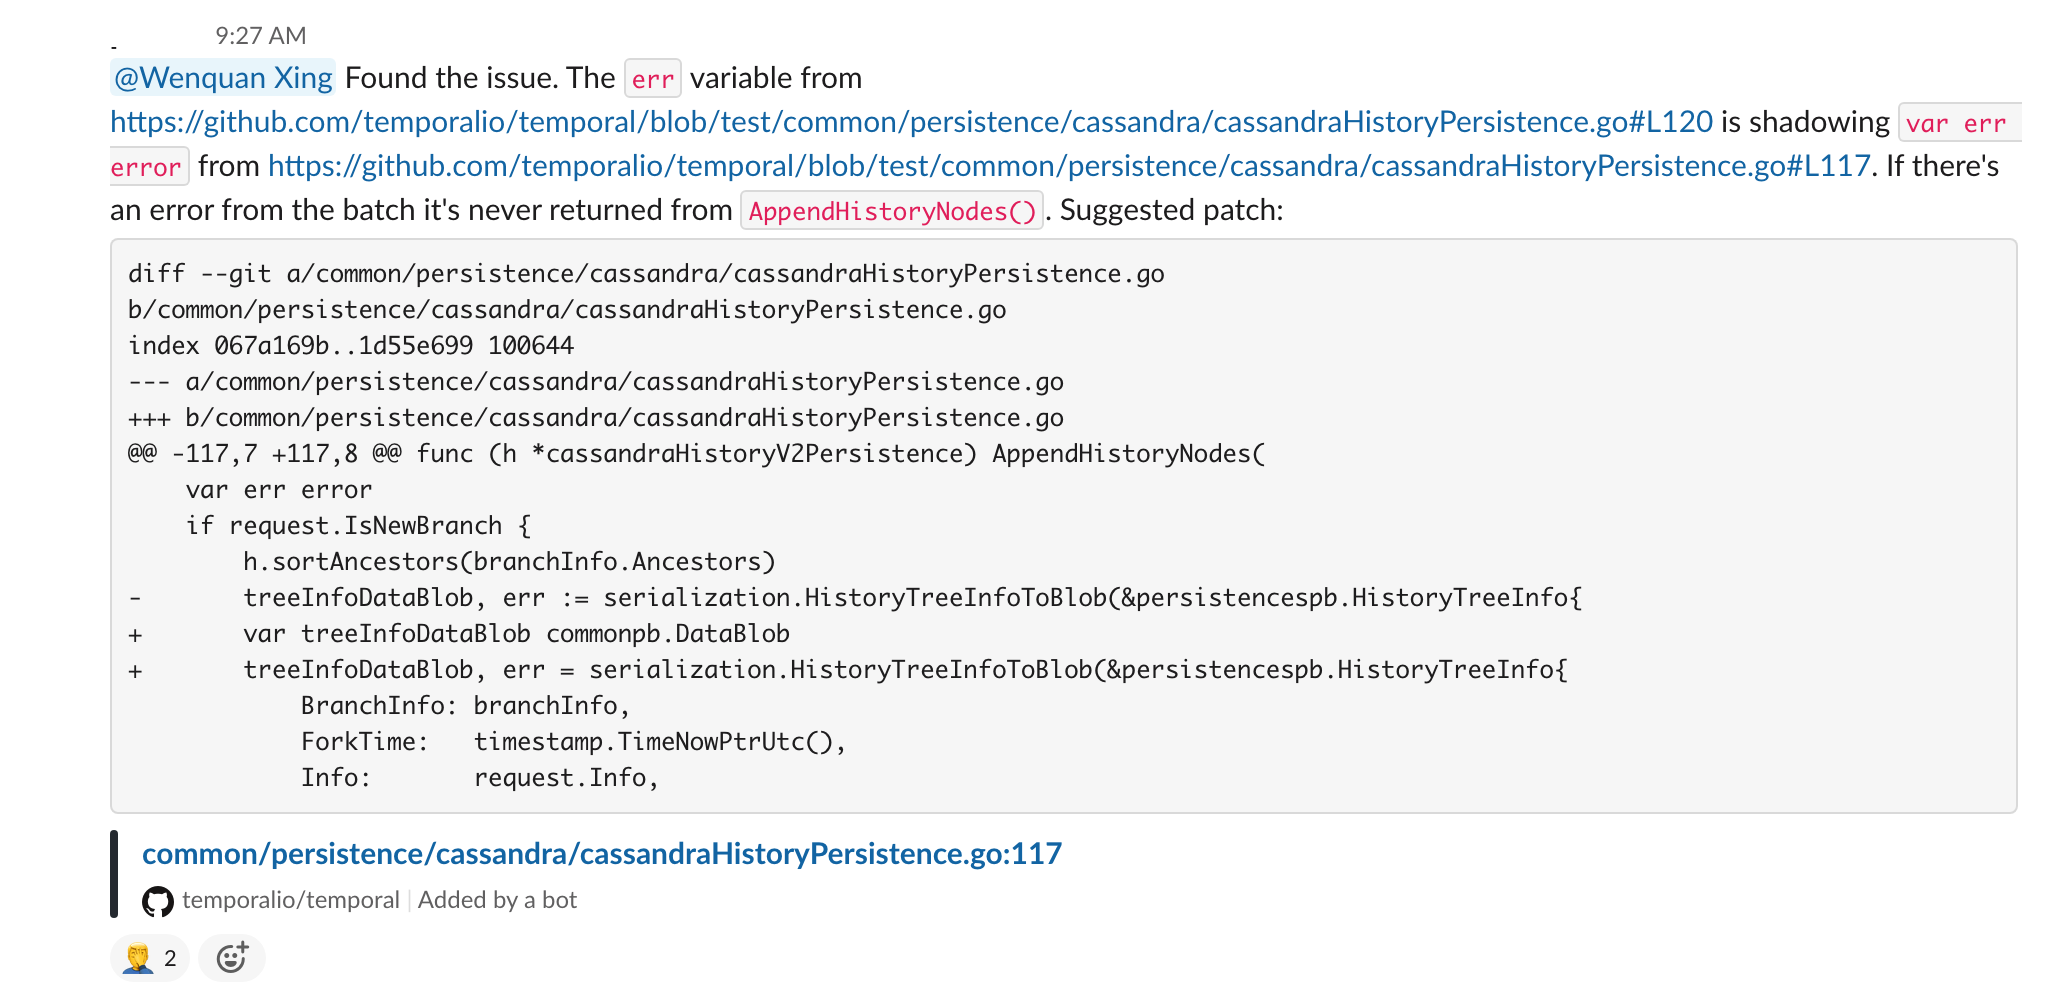 9:27 AM
@Wenquan Xing Found the issue. The err variable from
https://github.com/temporalio/temporal/blob/test/common/persistence/cassandra/cassandraHistoryPersistence.go#L120 is shadowing var err
error from https://github.com/temporalio/temporal/blob/test/common/persistence/cassandra/cassandraHistoryPersistence.go#L117. If there's
an error from the batch it's never returned from AppendHistoryNodes(). Suggested patch:
diff --git a/common/persistence/cassandra/cassandraHistoryPersistence.go
b/common/persistence/cassandra/cassandraHistoryPersistence.go
index 067a169b..1d55e699 100644
--- a/common/persistence/cassandra/cassandraHistoryPersistence.go
+++ b/common/persistence/cassandra/cassandraHistoryPersistence.go
@@ -117,7 +117,8 @@ func (h *cassandraHistoryV2Persistence) AppendHistoryNodes(
    var err error
    if request.IsNewBranch {
        h.sortAncestors(branchInfo.Ancestors)
-       treeInfoDataBlob, err := serialization.HistoryTreeInfoToBlob(&persistencespb.HistoryTreeInfo{
+       var treeInfoDataBlob commonpb.DataBlob
+       treeInfoDataBlob, err = serialization.HistoryTreeInfoToBlob(&persistencespb.HistoryTreeInfo{
            BranchInfo: branchInfo,
            ForkTime:   timestamp.TimeNowPtrUtc(),
            Info:       request.Info,
common/persistence/cassandra/cassandraHistoryPersistence.go:117
temporalio/temporal | Added by a bot
2